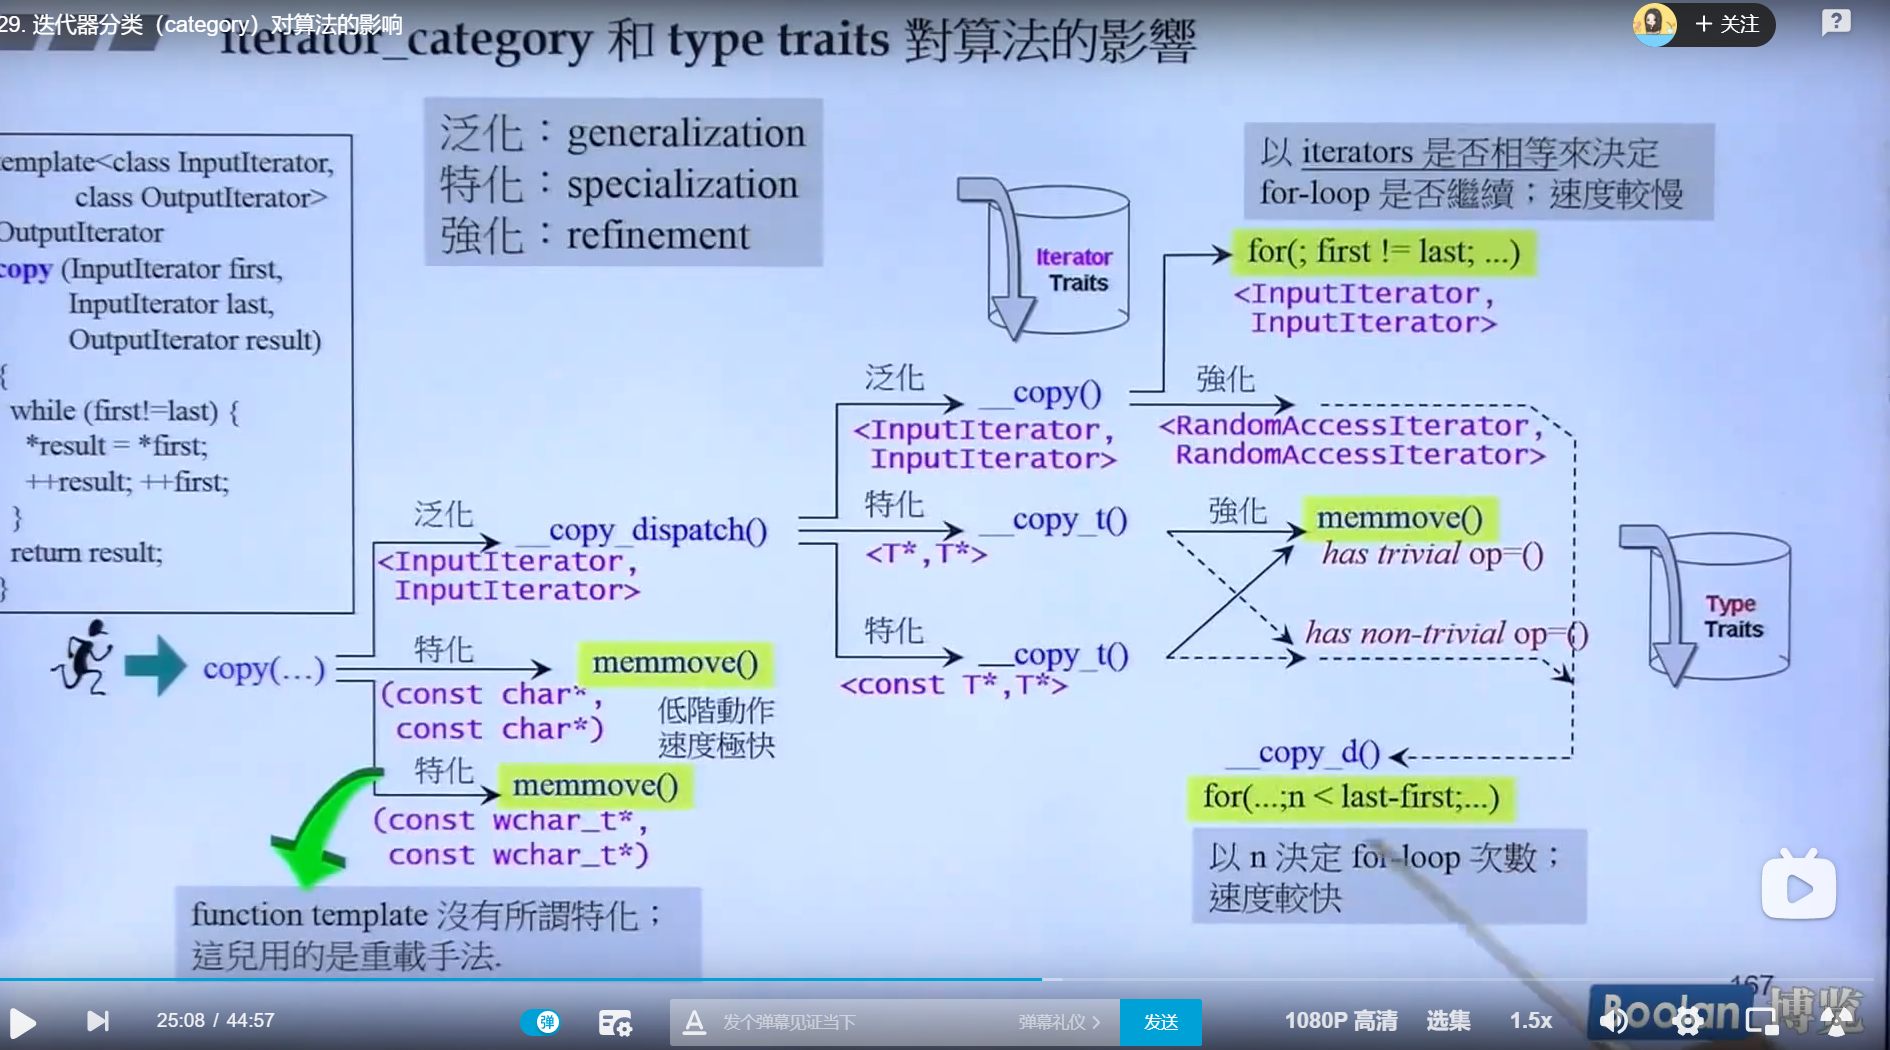 29. 迭代器分类（category）对算法的影响
+ 关注
iterator_category 和 type traits 對算法的影響
泛化：generalization
特化：specialization
強化：refinement
template<class InputIterator,
class OutputIterator>
OutputIterator
copy (InputIterator first,
InputIterator last,
OutputIterator result)
{
while (first!=last) {
*result = *first;
++result; ++first;
}
return result;
}
以 iterators 是否相等來決定
for-loop 是否繼續；速度較慢
Iterator
Traits
for(; first != last; ...)
<InputIterator,
InputIterator>
泛化
__copy()
<InputIterator,
InputIterator>
強化
<RandomAccessIterator,
RandomAccessIterator>
泛化
__copy_dispatch()
<InputIterator,
InputIterator>
特化
__copy_t()
<T*,T*>
強化
memmove()
has trivial op=()
has non-trivial op=()
Type
Traits
特化
__copy_t()
<const T*,T*>
copy(...)
特化
memmove()
(const char*,
const char*)
低階動作
速度極快
特化
memmove()
(const wchar_t*,
const wchar_t*)
__copy_d()
for(...;n < last-first;...)
以 n 決定 for-loop 次數；
速度較快
function template 沒有所謂特化；
這兒用的是重載手法.
167
Boolan 博览
25:08 / 44:57
弹
发个弹幕见证当下
弹幕礼仪 >
发送
1080P 高清
选集
1.5x